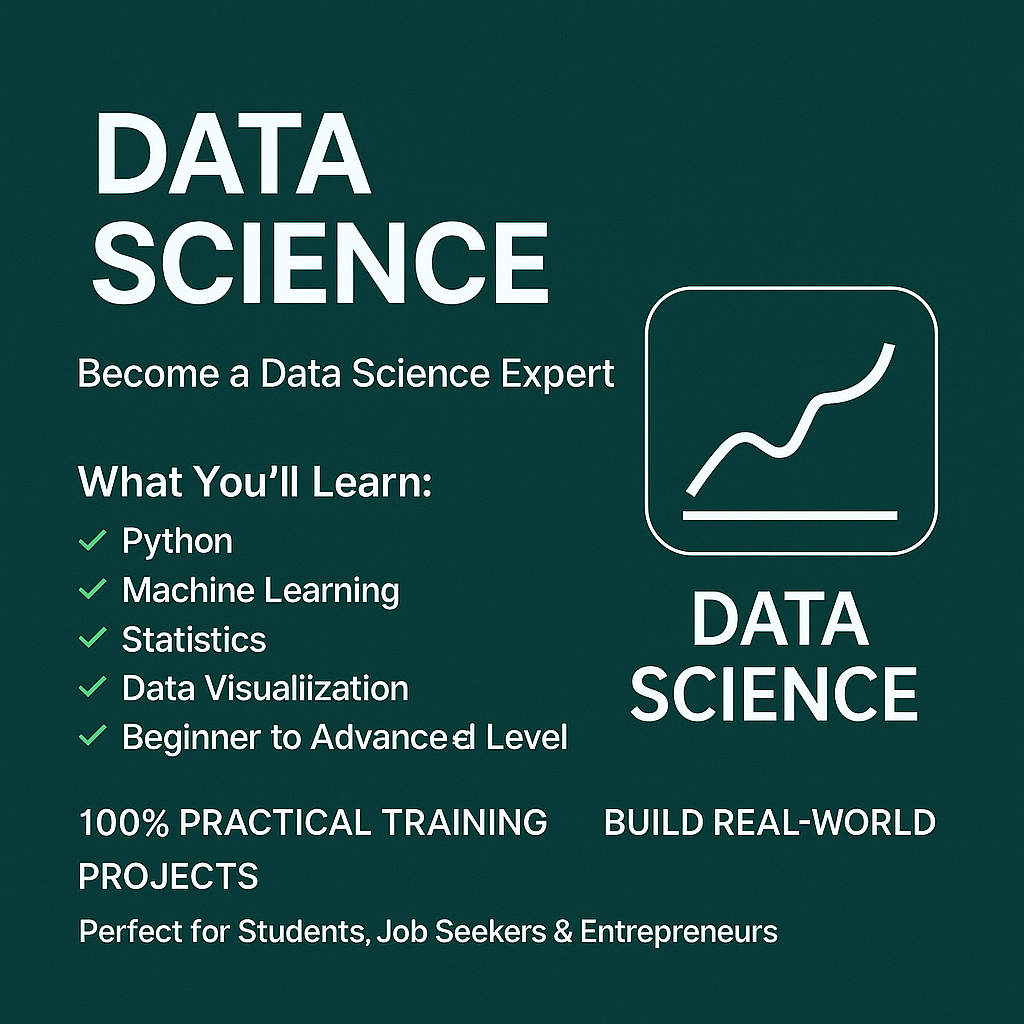 DATA
SCIENCE
Become a Data Science Expert
What You'll Learn:
Python
Machine Learning
Statistics
Data Visualiization
Beginner to Advanceed Level
DATA
SCIENCE
100% PRACTICAL TRAINING BUILD REAL-WORLD
PROJECTS
Perfect for Students, Job Seekers & Entrepreneurs